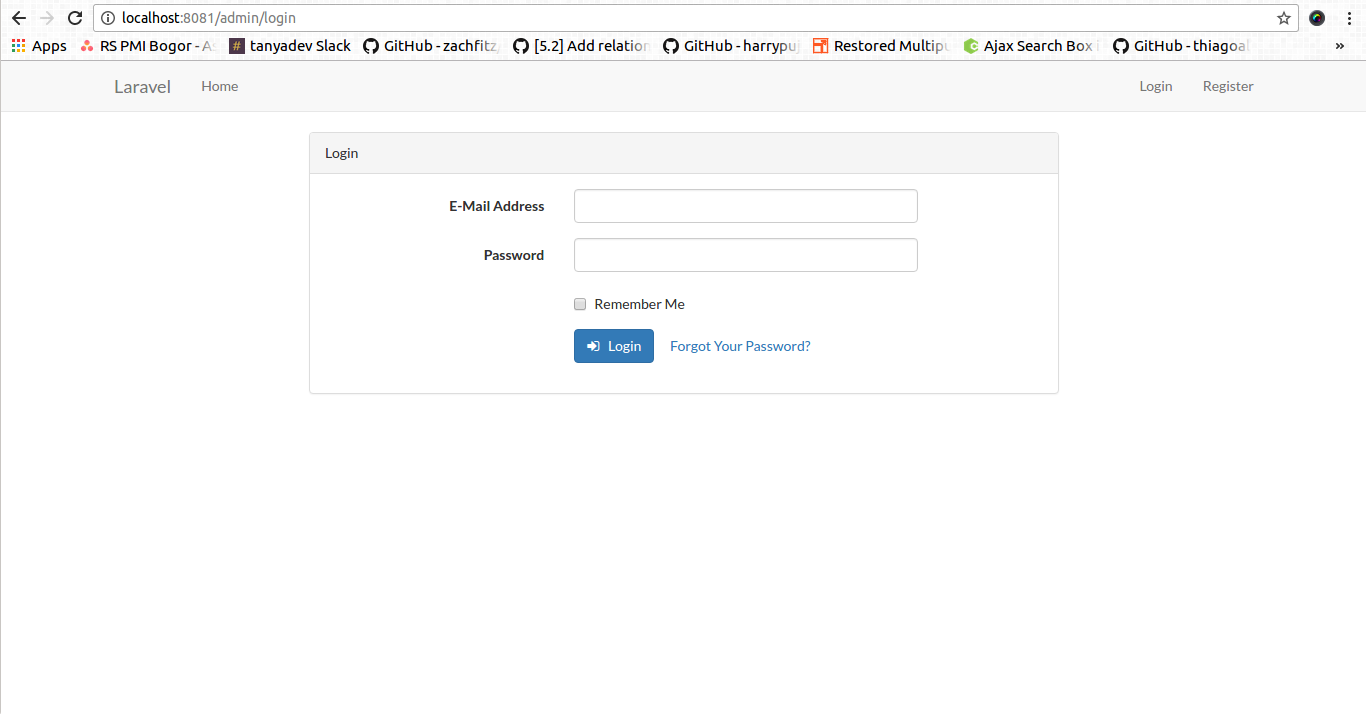 localhost:8081/admin/login
Apps RS PMI Bogor - As tanyadev Slack GitHub - zachfitz [5.2] Add relation GitHub - harrypuj Restored Multipu Ajax Search Box GitHub - thiagoal »
Laravel Home Login Register
Login
E-Mail Address
Password
Remember Me
Login Forgot Your Password?